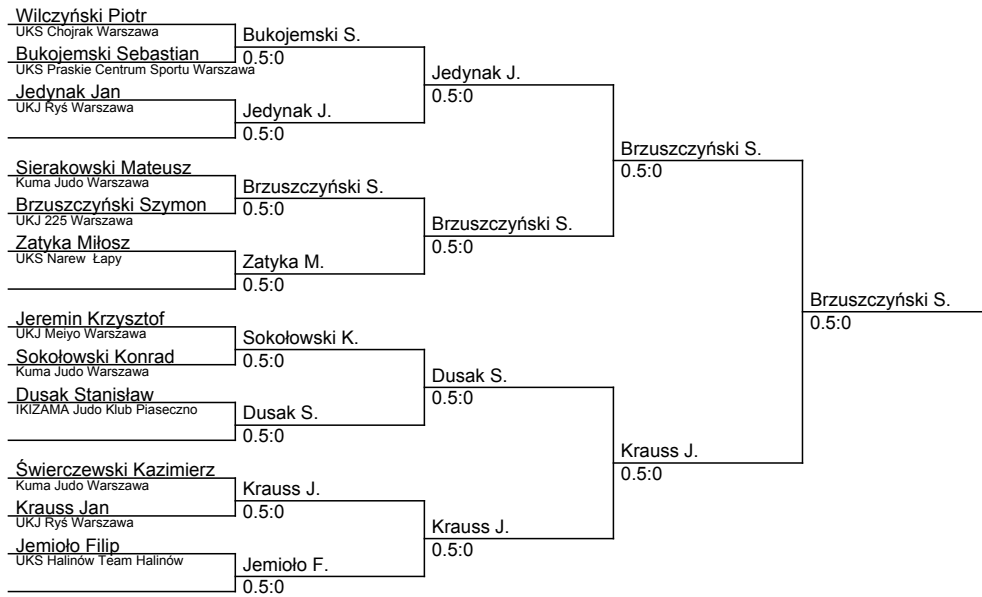 Wilczyński Piotr
UKS Chojrak Warszawa
Bukojemski Sebastian
UKS Praskie Centrum Sportu Warszawa
Jedynak Jan
UKJ Ryś Warszawa
Sierakowski Mateusz
Kuma Judo Warszawa
Brzuszczyński Szymon
UKJ 225 Warszawa
Zatyka Miłosz
UKS Narew  Łapy
Jeremin Krzysztof
UKJ Meiyo Warszawa
Sokołowski Konrad
Kuma Judo Warszawa
Dusak Stanisław
IKIZAMA Judo Klub Piaseczno
Świerczewski Kazimierz
Kuma Judo Warszawa
Krauss Jan
UKJ Ryś Warszawa
Jemioło Filip
UKS Halinów Team Halinów
Bukojemski S.
0.5:0
Jedynak J.
0.5:0
Brzuszczyński S.
0.5:0
Zatyka M.
0.5:0
Sokołowski K.
0.5:0
Dusak S.
0.5:0
Krauss J.
0.5:0
Jemioło F.
0.5:0
Jedynak J.
0.5:0
Brzuszczyński S.
0.5:0
Dusak S.
0.5:0
Krauss J.
0.5:0
Brzuszczyński S.
0.5:0
Krauss J.
0.5:0
Brzuszczyński S.
0.5:0